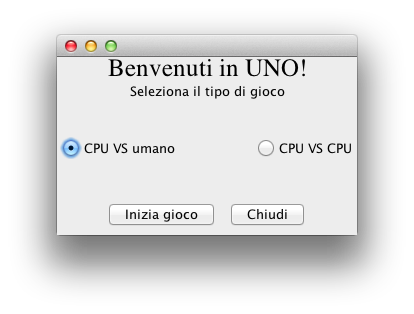 Benvenuti in UNO!
Seleziona il tipo di gioco
CPU VS umano CPU VS CPU
Inizia gioco Chiudi